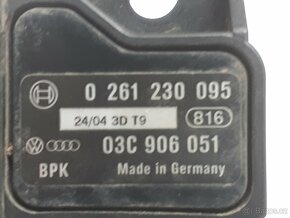 0 261 230 095
24/04 3D T9 816
03C 906 051
BPK Made in Germany